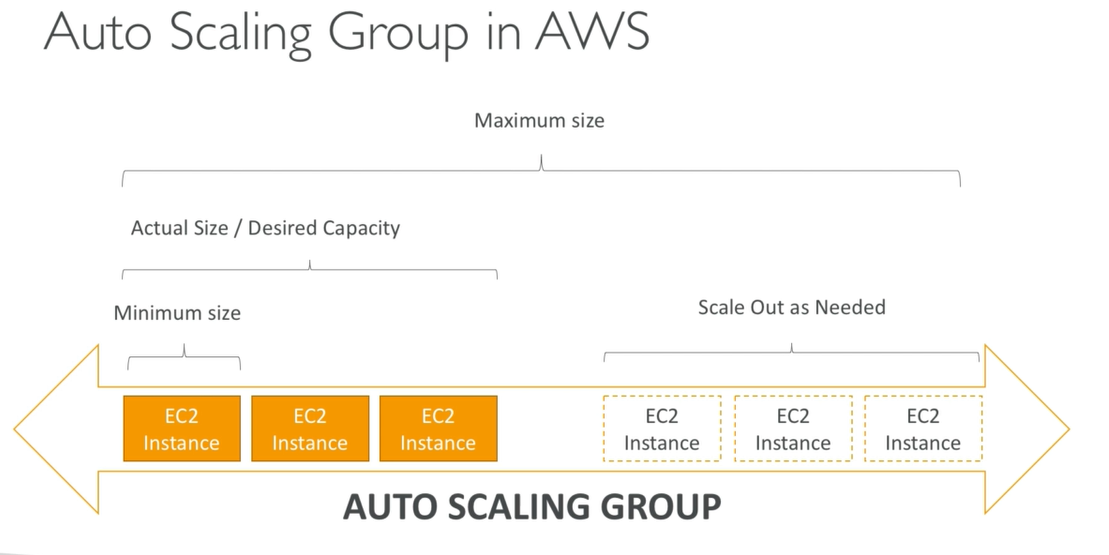 Auto Scaling Group in AWS
Maximum size
Actual Size / Desired Capacity
Minimum size
Scale Out as Needed
EC2
Instance
EC2
Instance
EC2
Instance
EC2
Instance
EC2
Instance
EC2
Instance
AUTO SCALING GROUP